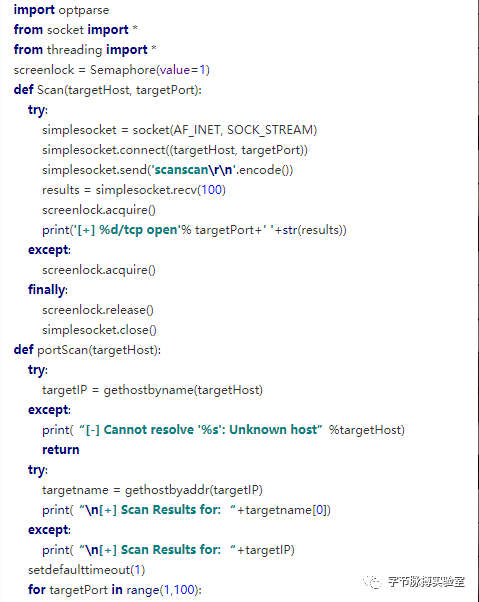 import optparse
from socket import *
from threading import *
screenlock = Semaphore(value=1)
def Scan(targetHost, targetPort):
    try:
        simplesocket = socket(AF_INET, SOCK_STREAM)
        simplesocket.connect((targetHost, targetPort))
        simplesocket.send('scanscan\r\n'.encode())
        results = simplesocket.recv(100)
        screenlock.acquire()
        print('[+] %d/tcp open'% targetPort+' '+str(results))
    except:
        screenlock.acquire()
    finally:
        screenlock.release()
        simplesocket.close()
def portScan(targetHost):
    try:
        targetIP = gethostbyname(targetHost)
    except:
        print( “[-] Cannot resolve '%s': Unknown host” %targetHost)
        return
    try:
        targetname = gethostbyaddr(targetIP)
        print( “\n[+] Scan Results for: “+targetname[0])
    except:
        print( “\n[+] Scan Results for: “+targetIP)
    setdefaulttimeout(1)
    for targetPort in range(1,100):
字节脉搏实验室